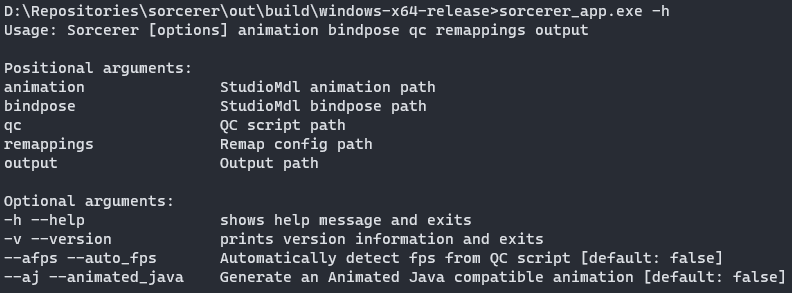 D:\Repositories\sorcerer\out\build\windows-x64-release>sorcerer_app.exe -h
Usage: Sorcerer [options] animation bindpose qc remappings output
Positional arguments:
animation StudioMdl animation path
bindpose StudioMdl bindpose path
qc QC script path
remappings Remap config path
output Output path
Optional arguments:
-h --help shows help message and exits
-v --version prints version information and exits
--afps --auto_fps Automatically detect fps from QC script [default: false]
--aj --animated_java Generate an Animated Java compatible animation [default: false]